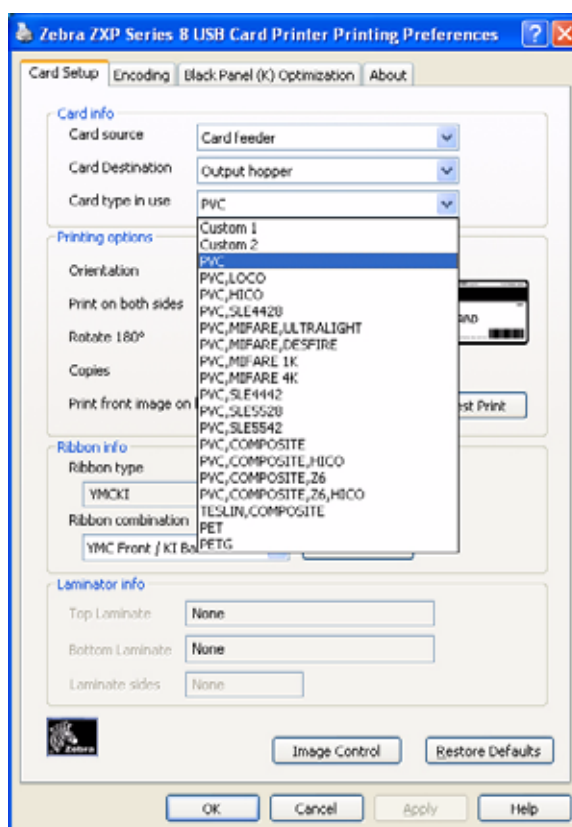 Zebra ZXP Series 8 USB Card Printer Printing Preferences
Card Setup Encoding Black Panel (K) Optimization About
Card info
Card source Card feeder
Card Destination Output hopper
Card type in use PVC
Custom 1
Custom 2
PVC
PVC,LOCO
PVC,HICO
PVC,SLE4428
PVC,MIFARE,ULTRALIGHT
PVC,MIFARE,DESFIRE
PVC,MIFARE 1K
PVC,MIFARE 4K
PVC,SLE4442
PVC,SLE5528
PVC,SLE5542
PVC,COMPOSITE
PVC,COMPOSITE,HICO
PVC,COMPOSITE,Z6
PVC,COMPOSITE,Z6,HICO
TESLIN,COMPOSITE
PET
PETG
Printing options
Orientation
Print on both sides
Rotate 180°
Copies
Print front image on
st Print
Ribbon info
Ribbon type
YMCKI
Ribbon combination
YMC Front / KI Ba
Laminator info
Top Laminate None
Bottom Laminate None
Laminate sides None
Zebra
Image Control Restore Defaults
OK Cancel Apply Help